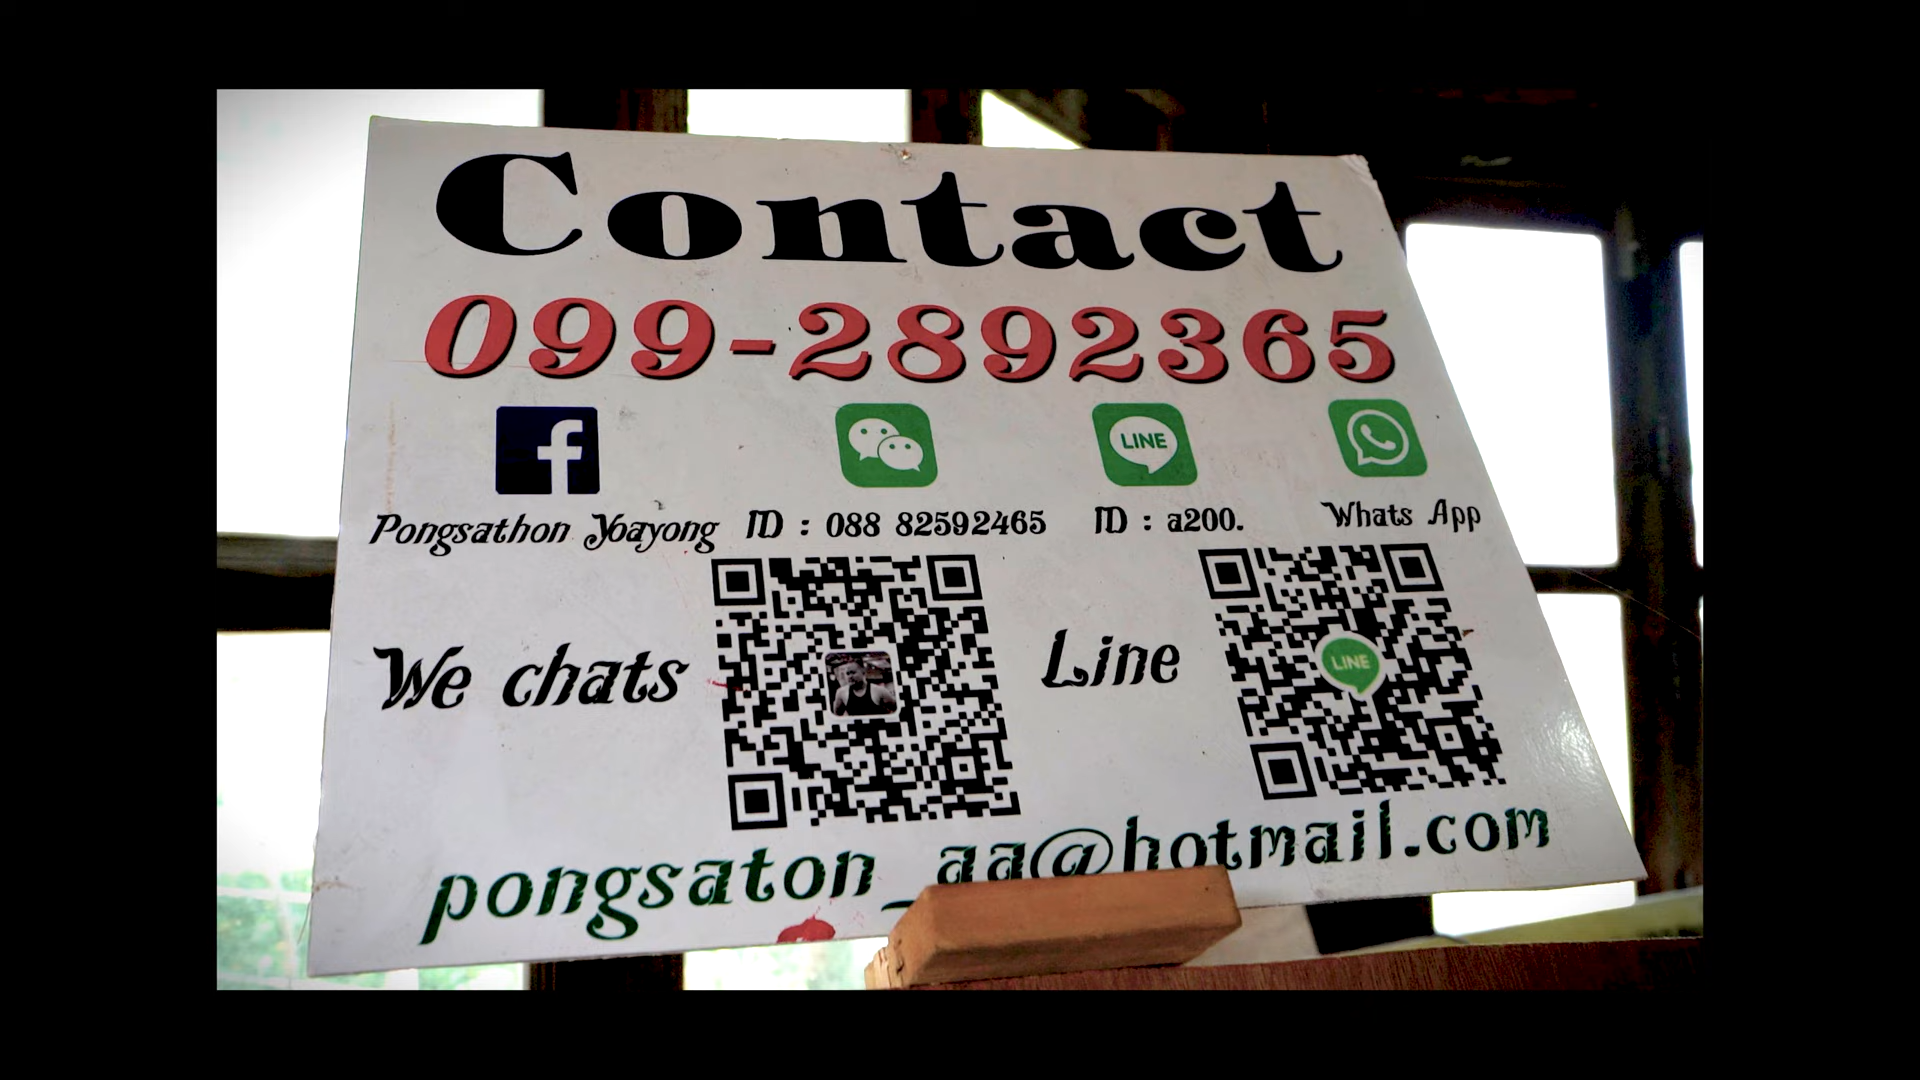 Contact
099-2892365
LINE
Pongsathon Yoayong ID : 088 82592465 ID : a200. Whats App
We chats Line
LINE
pongsaton_aa@hotmail.com